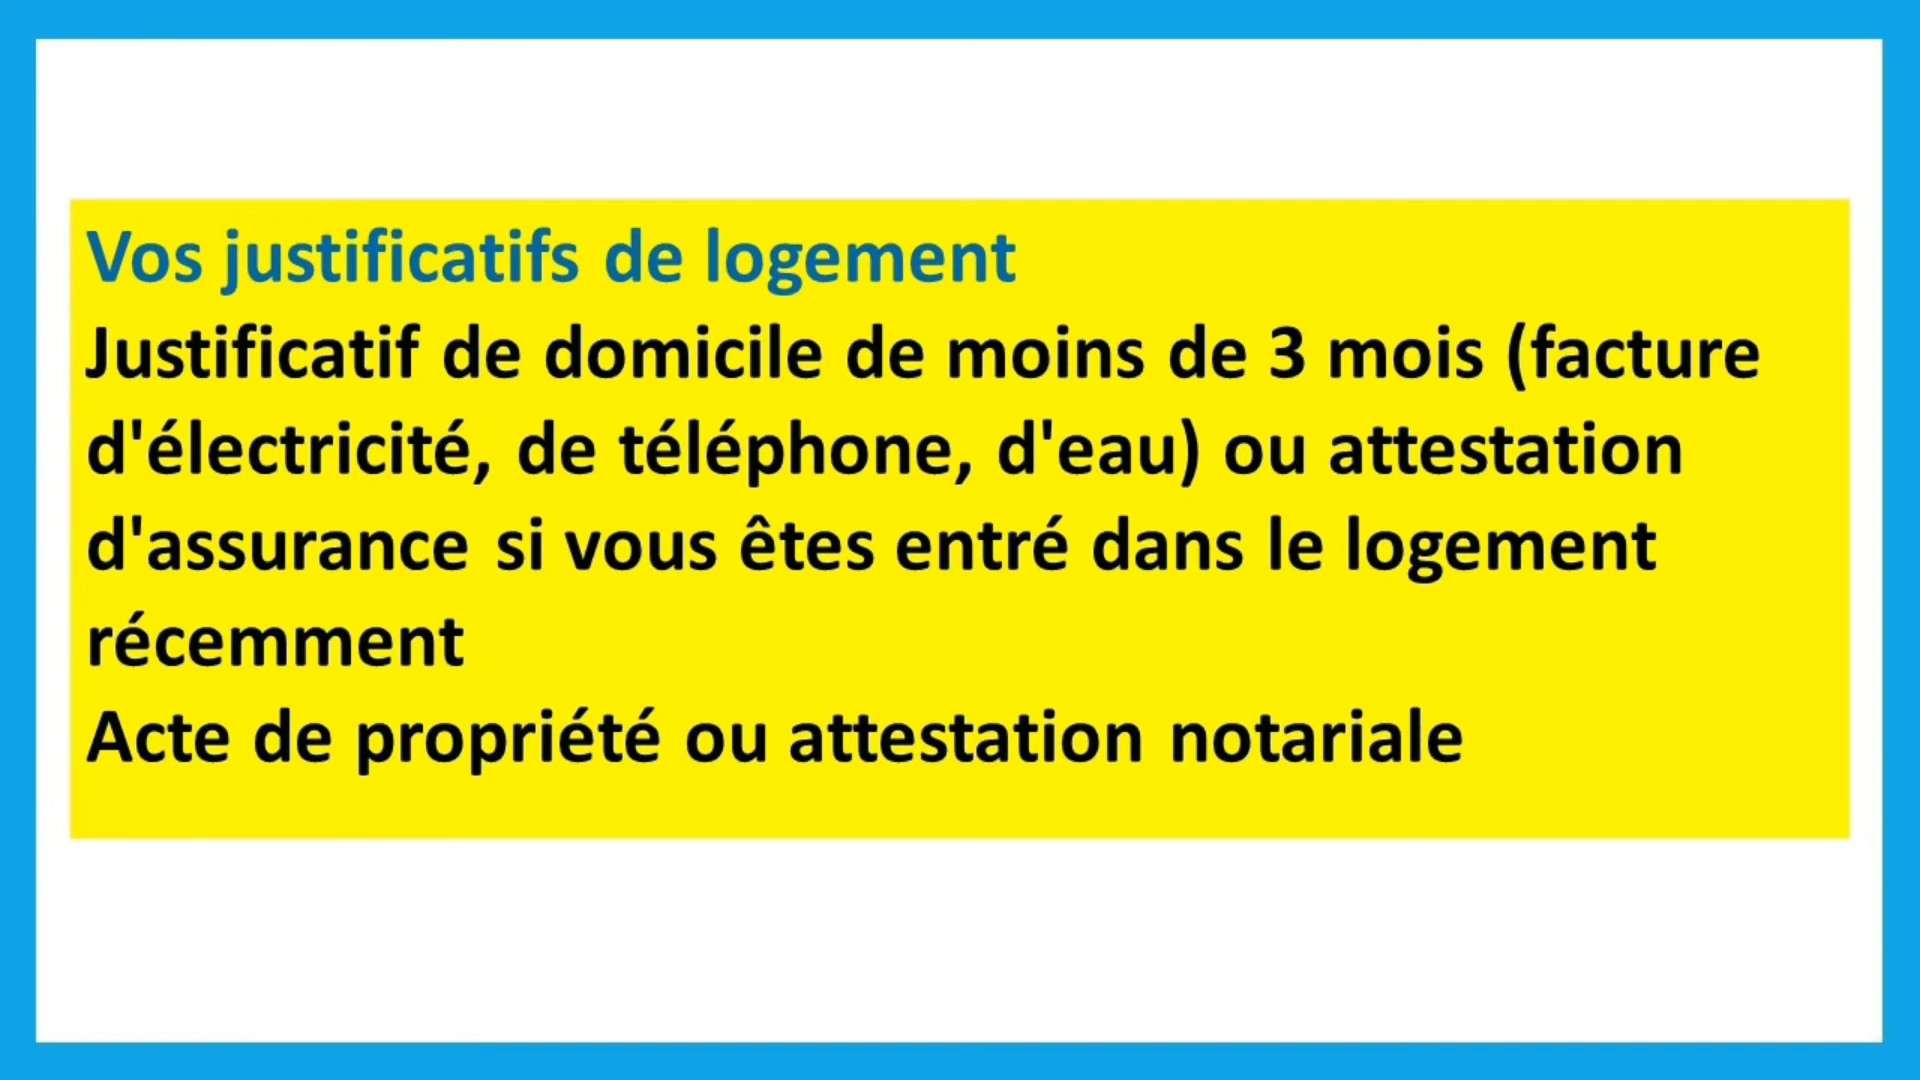 Vos justificatifs de logement
Justificatif de domicile de moins de 3 mois (facture
d'électricité, de téléphone, d'eau) ou attestation
d'assurance si vous êtes entré dans le logement
récemment
Acte de propriété ou attestation notariale